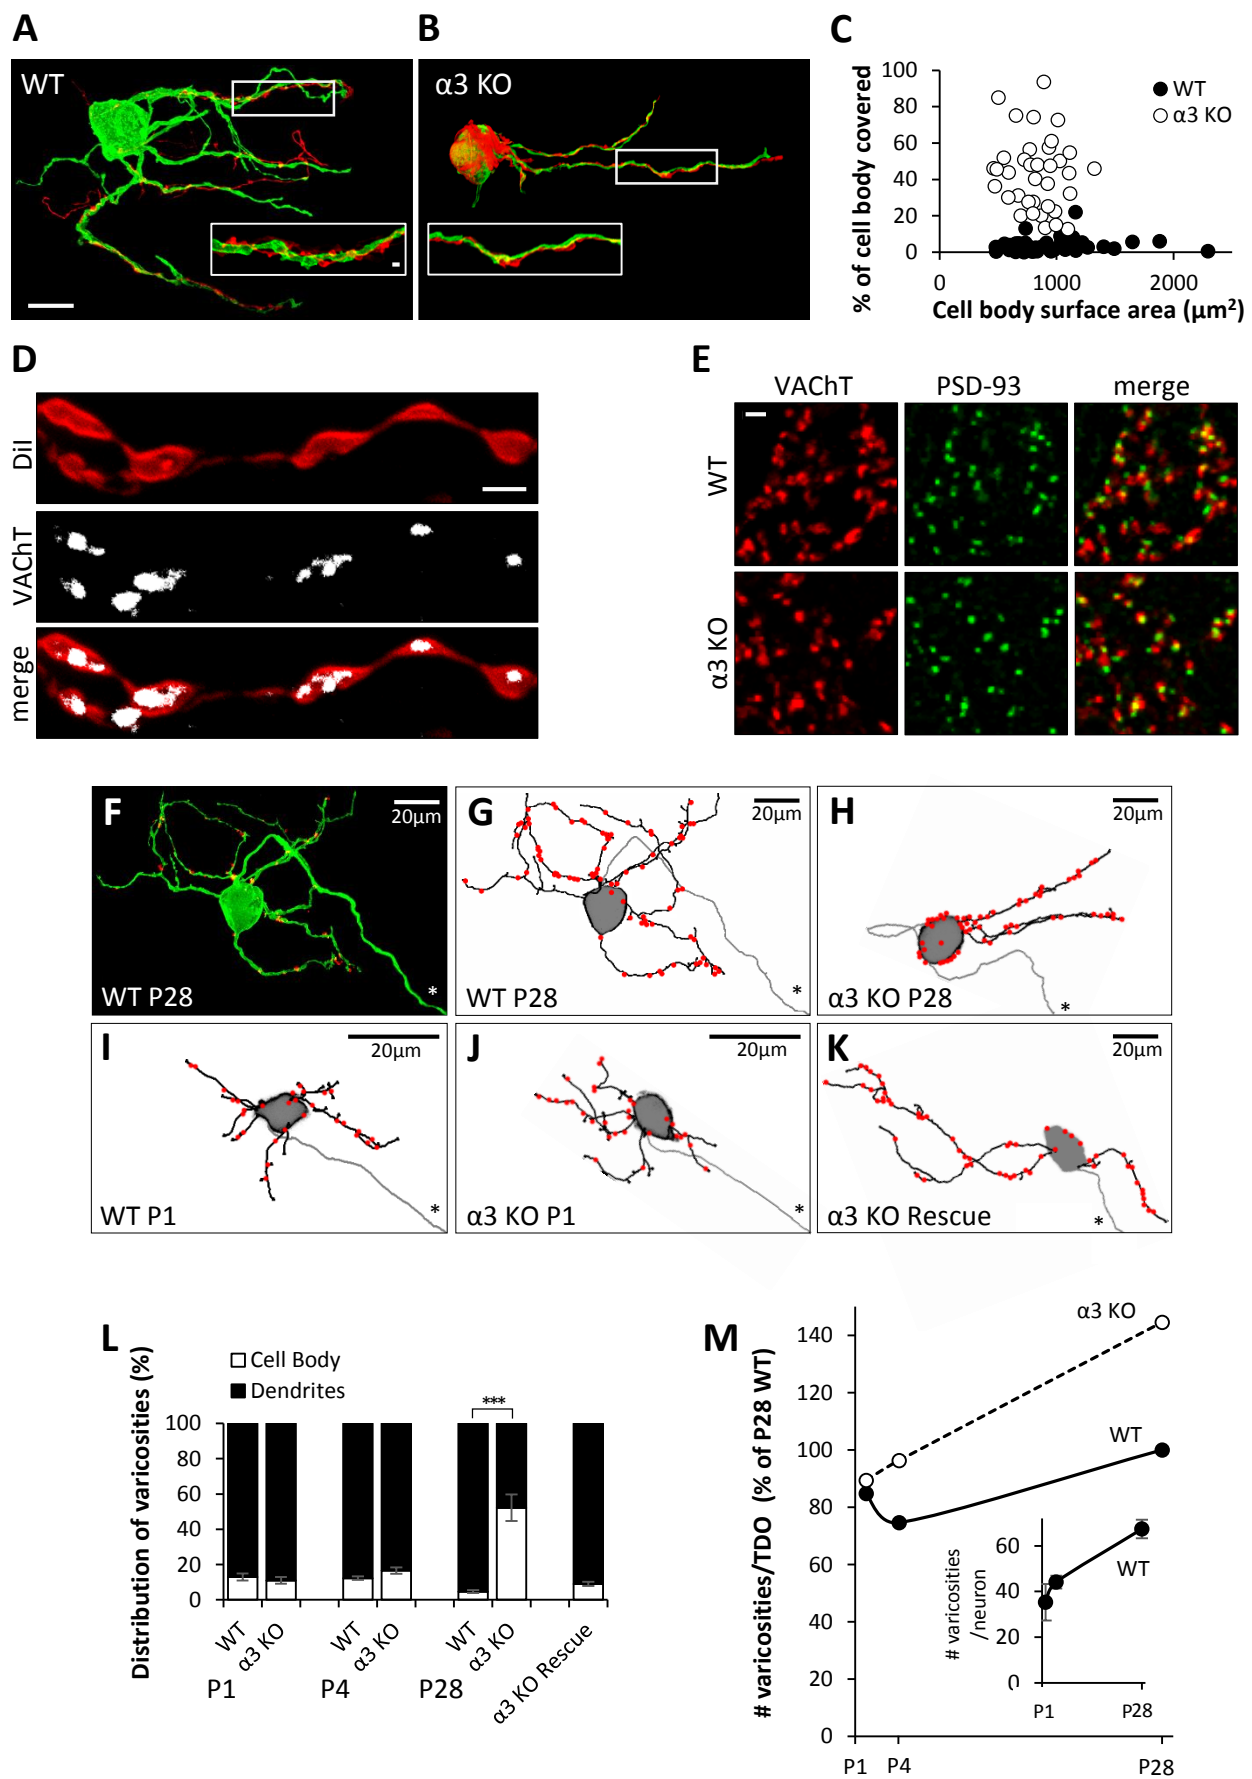 A
WT
B
α3 KO
C
% of cell body covered
100
80
60
40
20
0
0
1000
2000
Cell body surface area (µm²)
WT
α3 KO
D
DiI
VAChT
merge
E
VAChT
PSD-93
merge
WT
α3 KO
F
20µm
WT P28
*
G
20µm
WT P28
*
H
20µm
α3 KO P28
*
I
20µm
WT P1
*
J
20µm
α3 KO P1
*
K
20µm
α3 KO Rescue
*
L
Distribution of varicosities (%)
Cell Body
Dendrites
***
100
80
60
40
20
0
WT
α3 KO
WT
α3 KO
WT
α3 KO
α3 KO Rescue
P1
P4
P28
M
# varicosities/TDO (% of P28 WT)
140
120
100
80
60
40
20
0
α3 KO
WT
P1
P4
P28
# varicosities
/neuron
60
40
20
0
WT
P1
P28